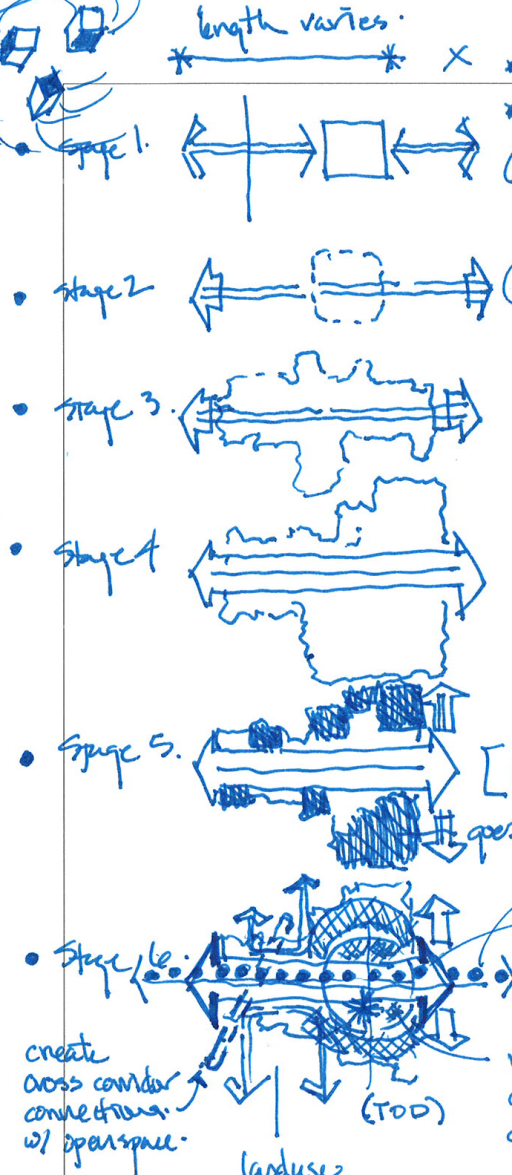 length varies.
x
Stage 1.
Stage 2
Stage 3.
Stage 4
Stage 5.
goes
Stage 6.
create
cross corridor
connections
w/ openspace.
(TOD)
landuse